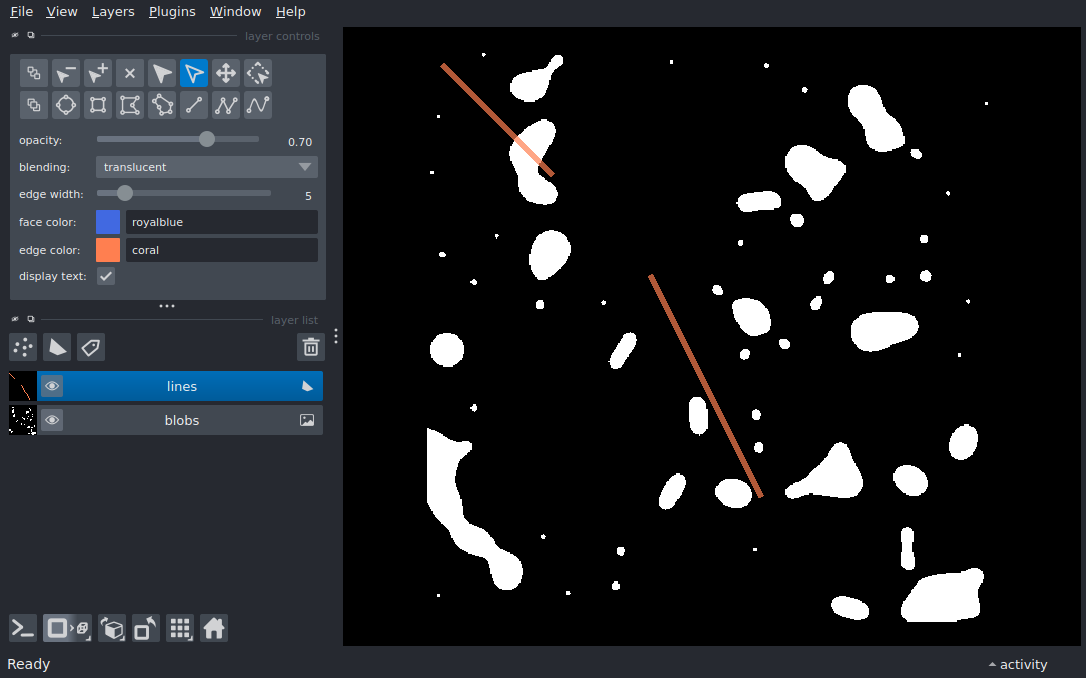 File View Layers Plugins Window Help
layer controls
opacity: 0.70
blending: translucent
edge width: 5
face color: royalblue
edge color: coral
display text:
layer list
lines
blobs
Ready
activity